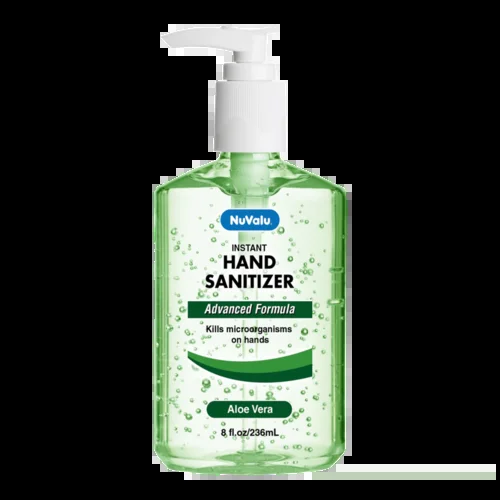 NuValu.
INSTANT
HAND
SANITIZER
Advanced Formula
Kills microorganisms
on hands
Aloe Vera
8 fl.oz/236mL